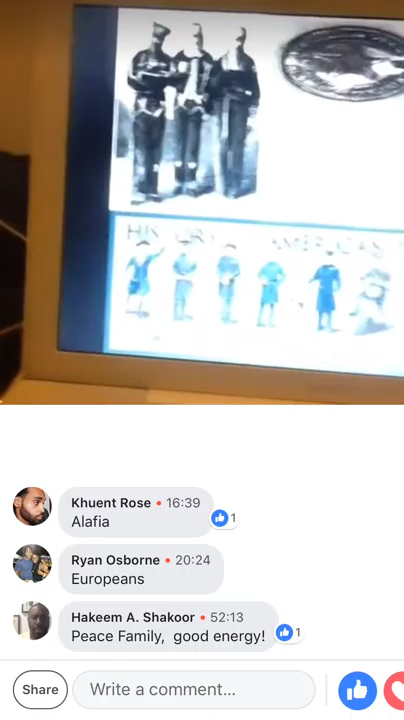 Khuent Rose • 16:39
Alafia
1
Ryan Osborne • 20:24
Europeans
Hakeem A. Shakoor • 52:13
Peace Family, good energy!
1
Share
Write a comment...